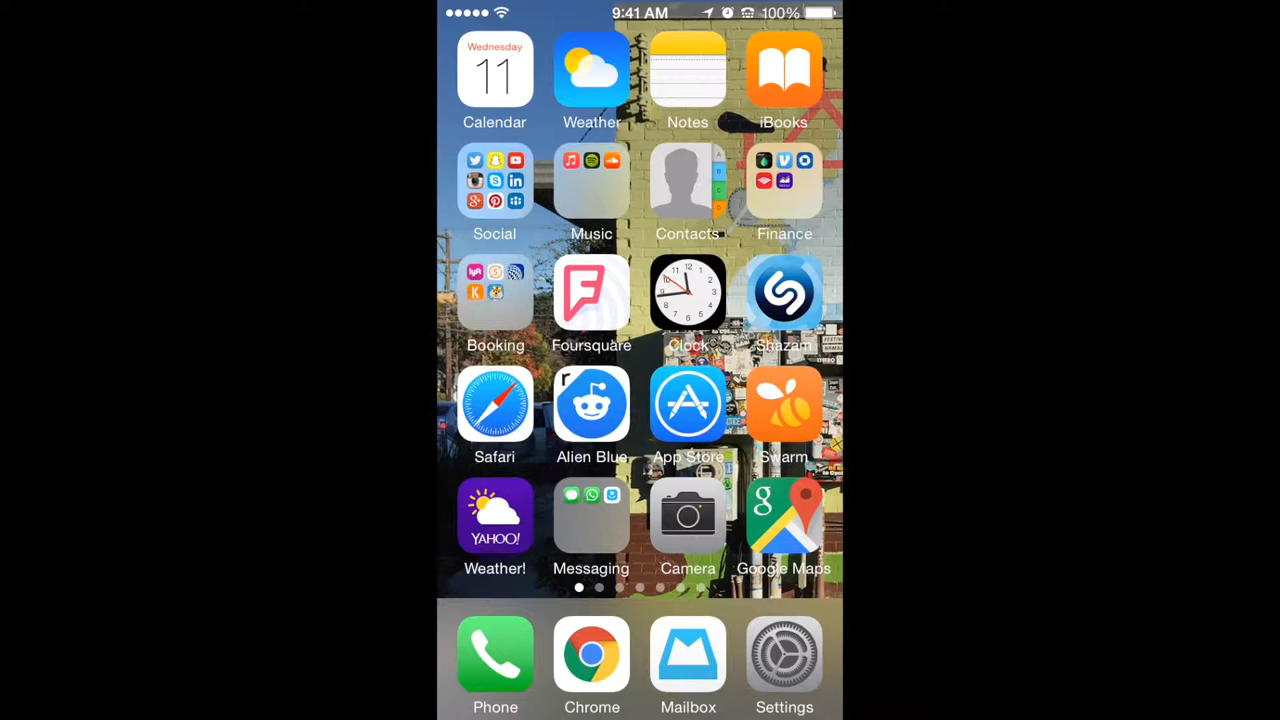 9:41 AM 100%
Wednesday
11
Calendar Weather Notes iBooks
Social Music Contacts Finance
Booking Foursquare Clock Shazam
Safari Alien Blue App Store Swarm
YAHOO!
Weather! Messaging Camera Google Maps
Phone Chrome Mailbox Settings